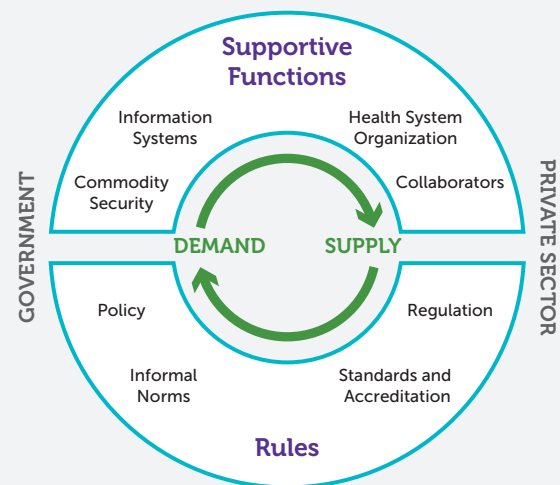 Supportive
Functions
Information
Systems
Health System
Organization
Commodity
Security
Collaborators
GOVERNMENT
PRIVATE SECTOR
DEMAND
SUPPLY
Policy
Regulation
Informal
Norms
Standards and
Accreditation
Rules